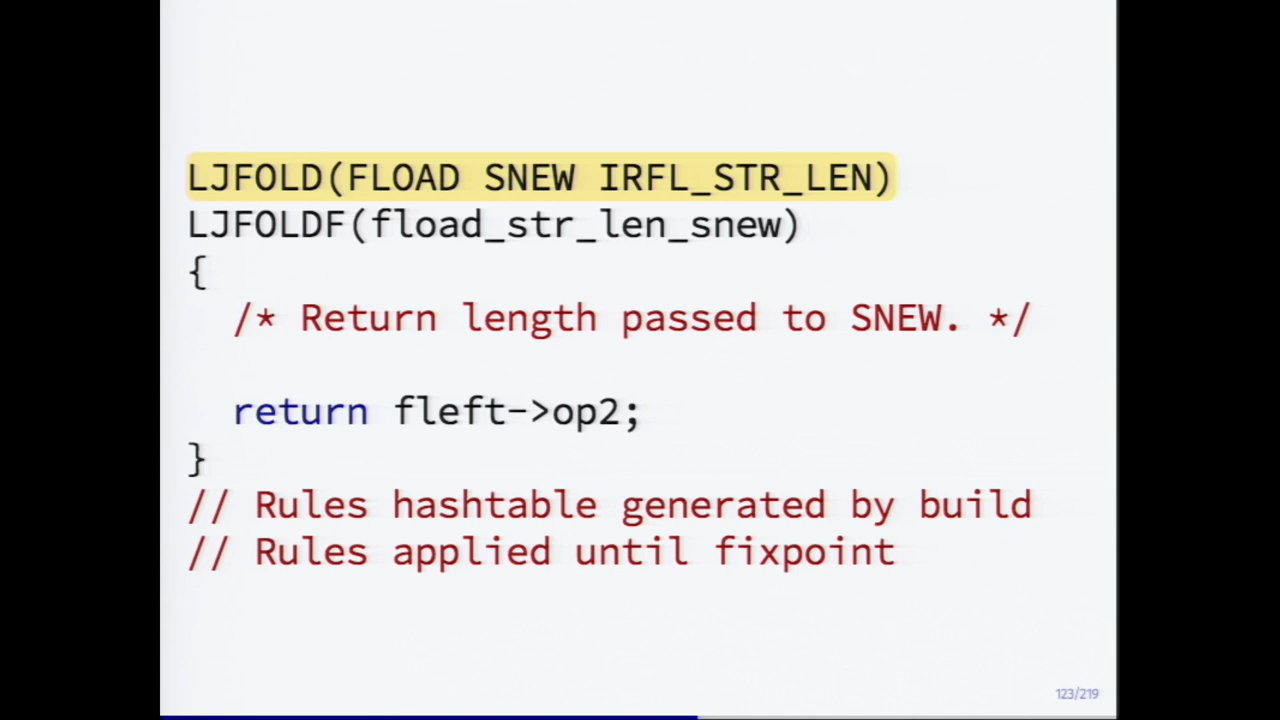 LJFOLD(FLOAD SNEW IRFL_STR_LEN)
LJFOLDF(fload_str_len_snew)
{
/* Return length passed to SNEW. */
return fleft->op2;
}
// Rules hashtable generated by build
// Rules applied until fixpoint
123/219